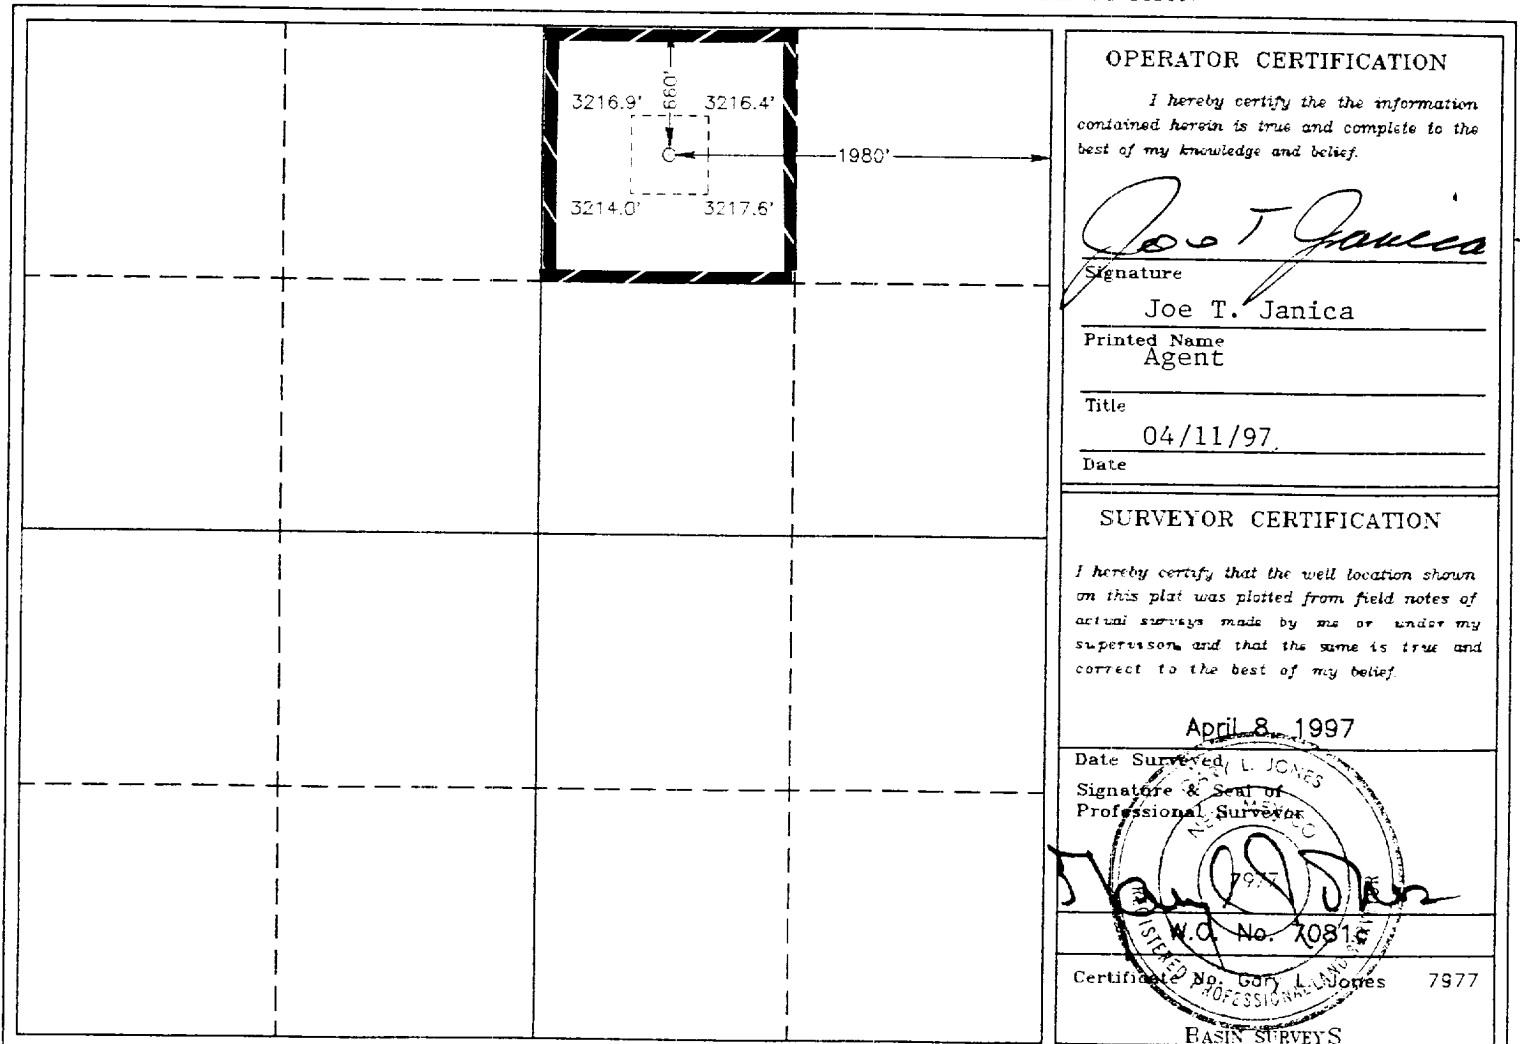 660'
3216.9' 3216.4'
1980'
3214.0' 3217.6'
OPERATOR CERTIFICATION
I hereby certify the the information
contained herein is true and complete to the
best of my knowledge and belief.
Joe T Janica
Signature
Joe T. Janica
Printed Name
Agent
Title
04/11/97
Date
SURVEYOR CERTIFICATION
I hereby certify that the well location shown
on this plat was plotted from field notes of
actual surveys made by me or under my
supervison, and that the same is true and
correct to the best of my belief.
April 8, 1997
Date Surveyed
GARY L. JONES
Signature & Seal of
Professional Surveyor
NEW MEXICO
7977
Gary L Jones
W.O. No.
REGISTERED PROFESSIONAL LAND SURVEYOR
Certificate No. Gary L. Jones 7977
BASIN SURVEYS